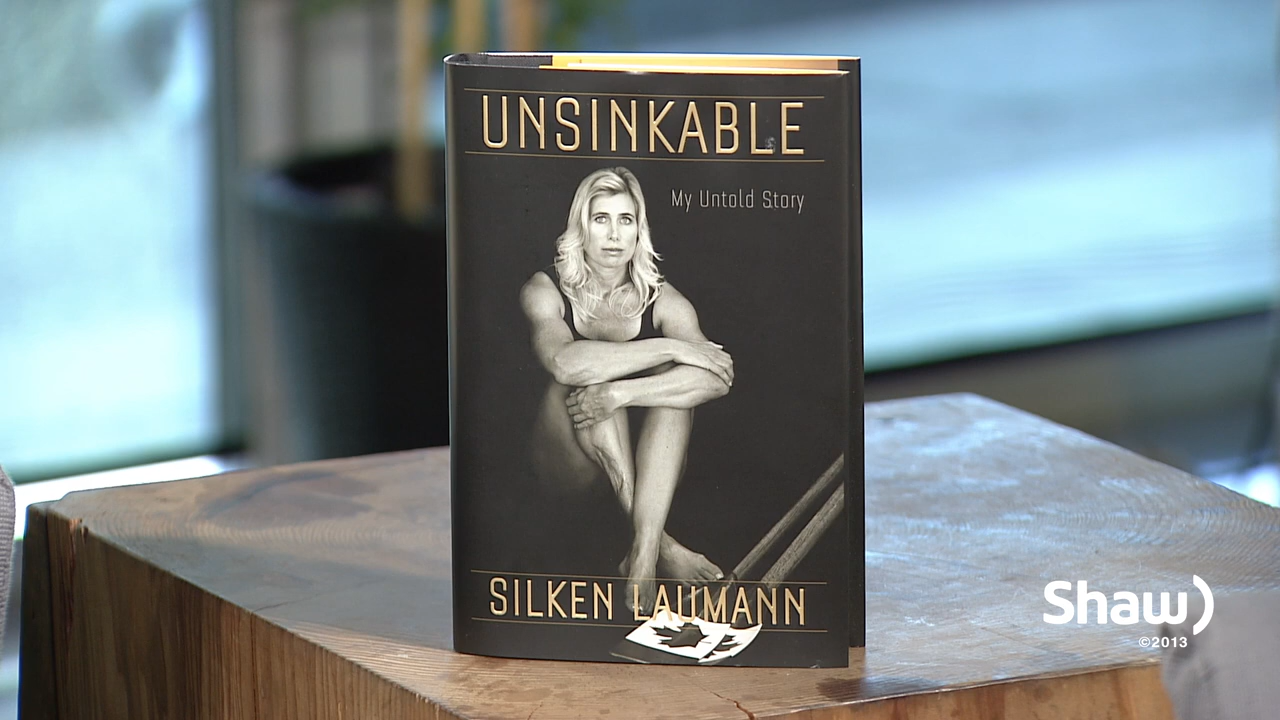 UNSINKABLE
My Untold Story
SILKEN LAUMANN
Shaw)
©2013